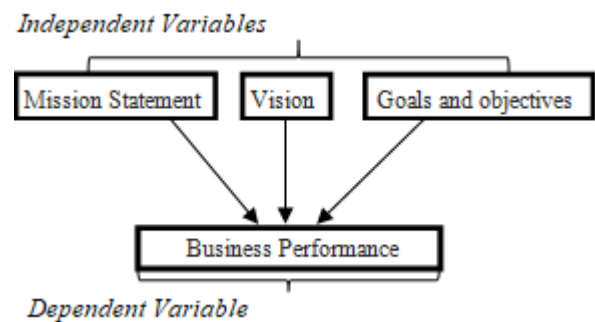 Independent Variables
Mission Statement
Vision
Goals and objectives
Business Performance
Dependent Variable